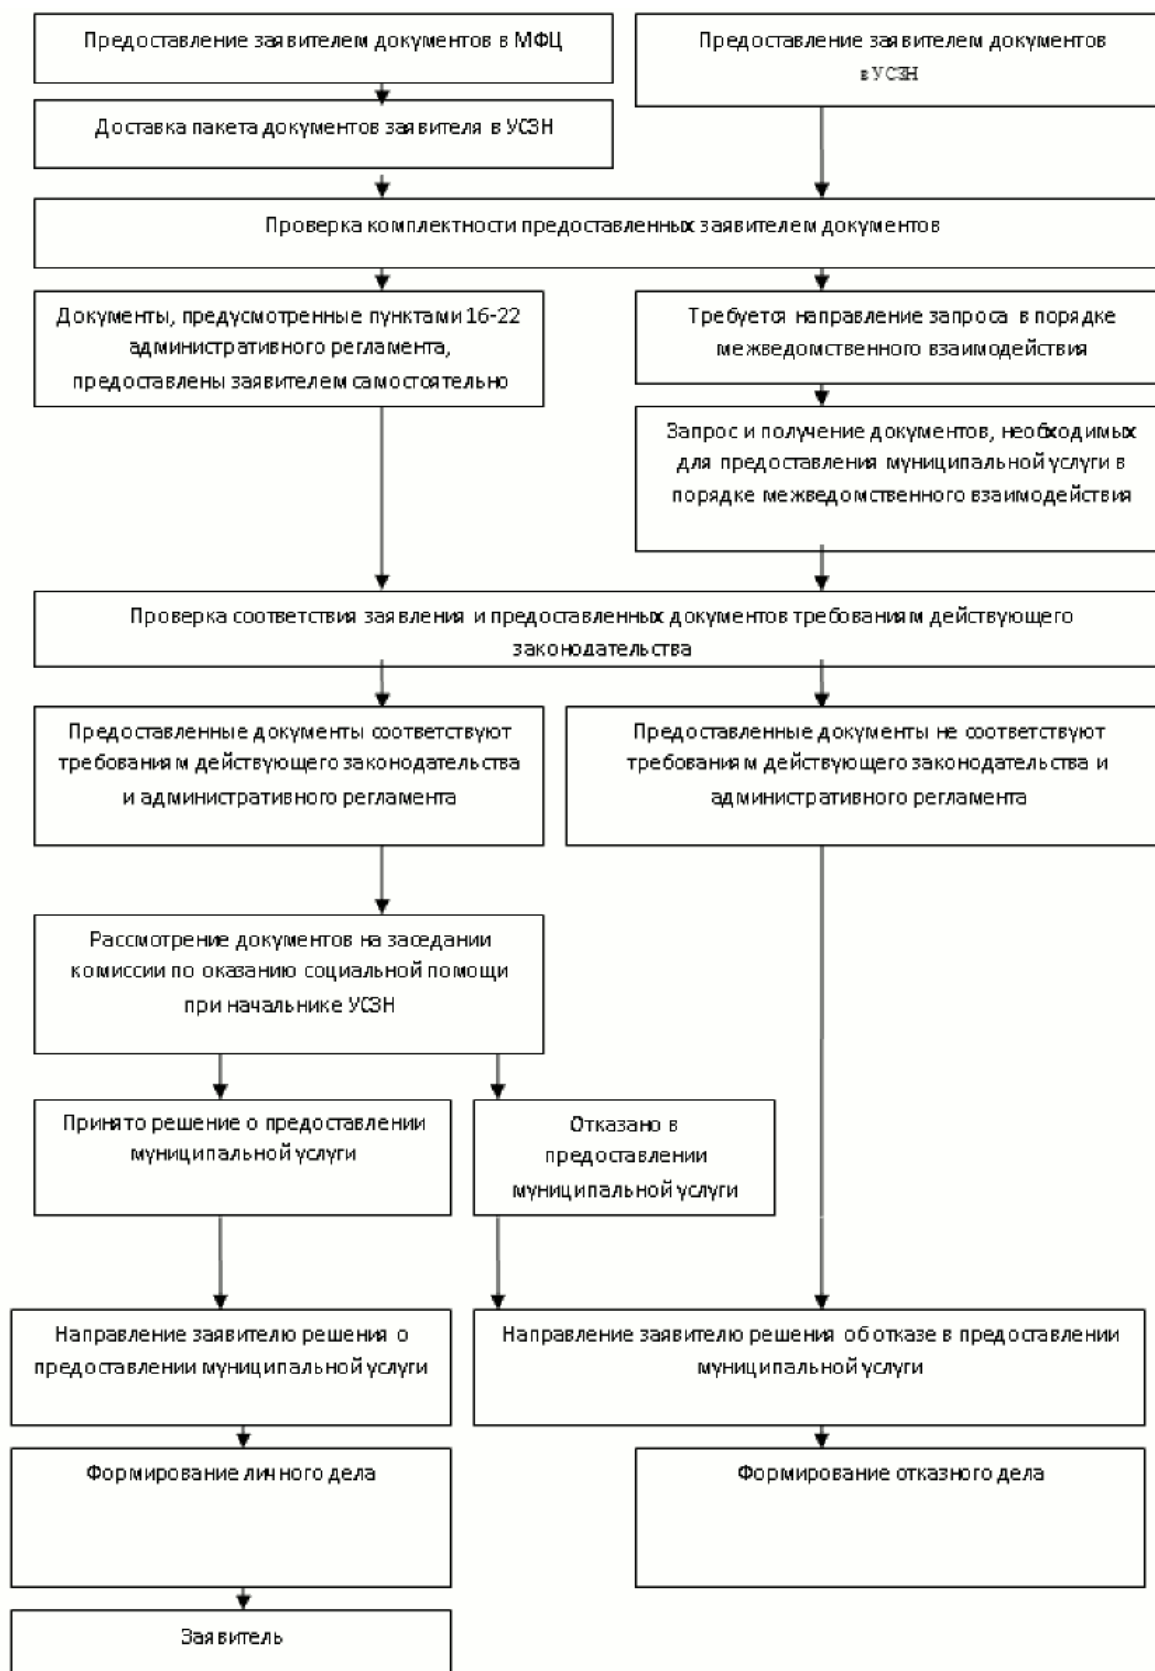 Предоставление заявителем документов в МФЦ
Предоставление заявителем документов
в УСЗН
Доставка пакета документов заявителя в УСЗН
Проверка комплектности предоставленных заявителем документов
Документы, предусмотренные пунктами 16-22
административного регламента,
предоставлены заявителем самостоятельно
Требуется направление запроса в порядке
межведомственного взаимодействия
Запрос и получение документов, необходимых
для предоставления муниципальной услуги в
порядке межведомственного взаимодействия
Проверка соответствия заявления и предоставленных документов требованиям действующего
законодательства
Предоставленные документы соответствуют
требованиям действующего законодательства
и административного регламента
Предоставленные документы не соответствуют
требованиям действующего законодательства и
административного регламента
Рассмотрение документов на заседании
комиссии по оказанию социальной помощи
при начальнике УСЗН
Принято решение о предоставлении
муниципальной услуги
Отказано в
предоставлении
муниципальной услуги
Направление заявителю решения о
предоставлении муниципальной услуги
Направление заявителю решения об отказе в предоставлении
муниципальной услуги
Формирование личного дела
Формирование отказного дела
Заявитель